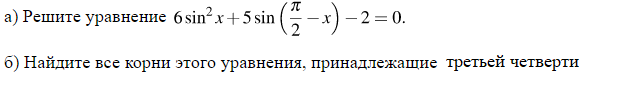 а) Решите уравнение 6 sin² x + 5 sin (π/2 − x) − 2 = 0.
б) Найдите все корни этого уравнения, принадлежащие третьей четверти